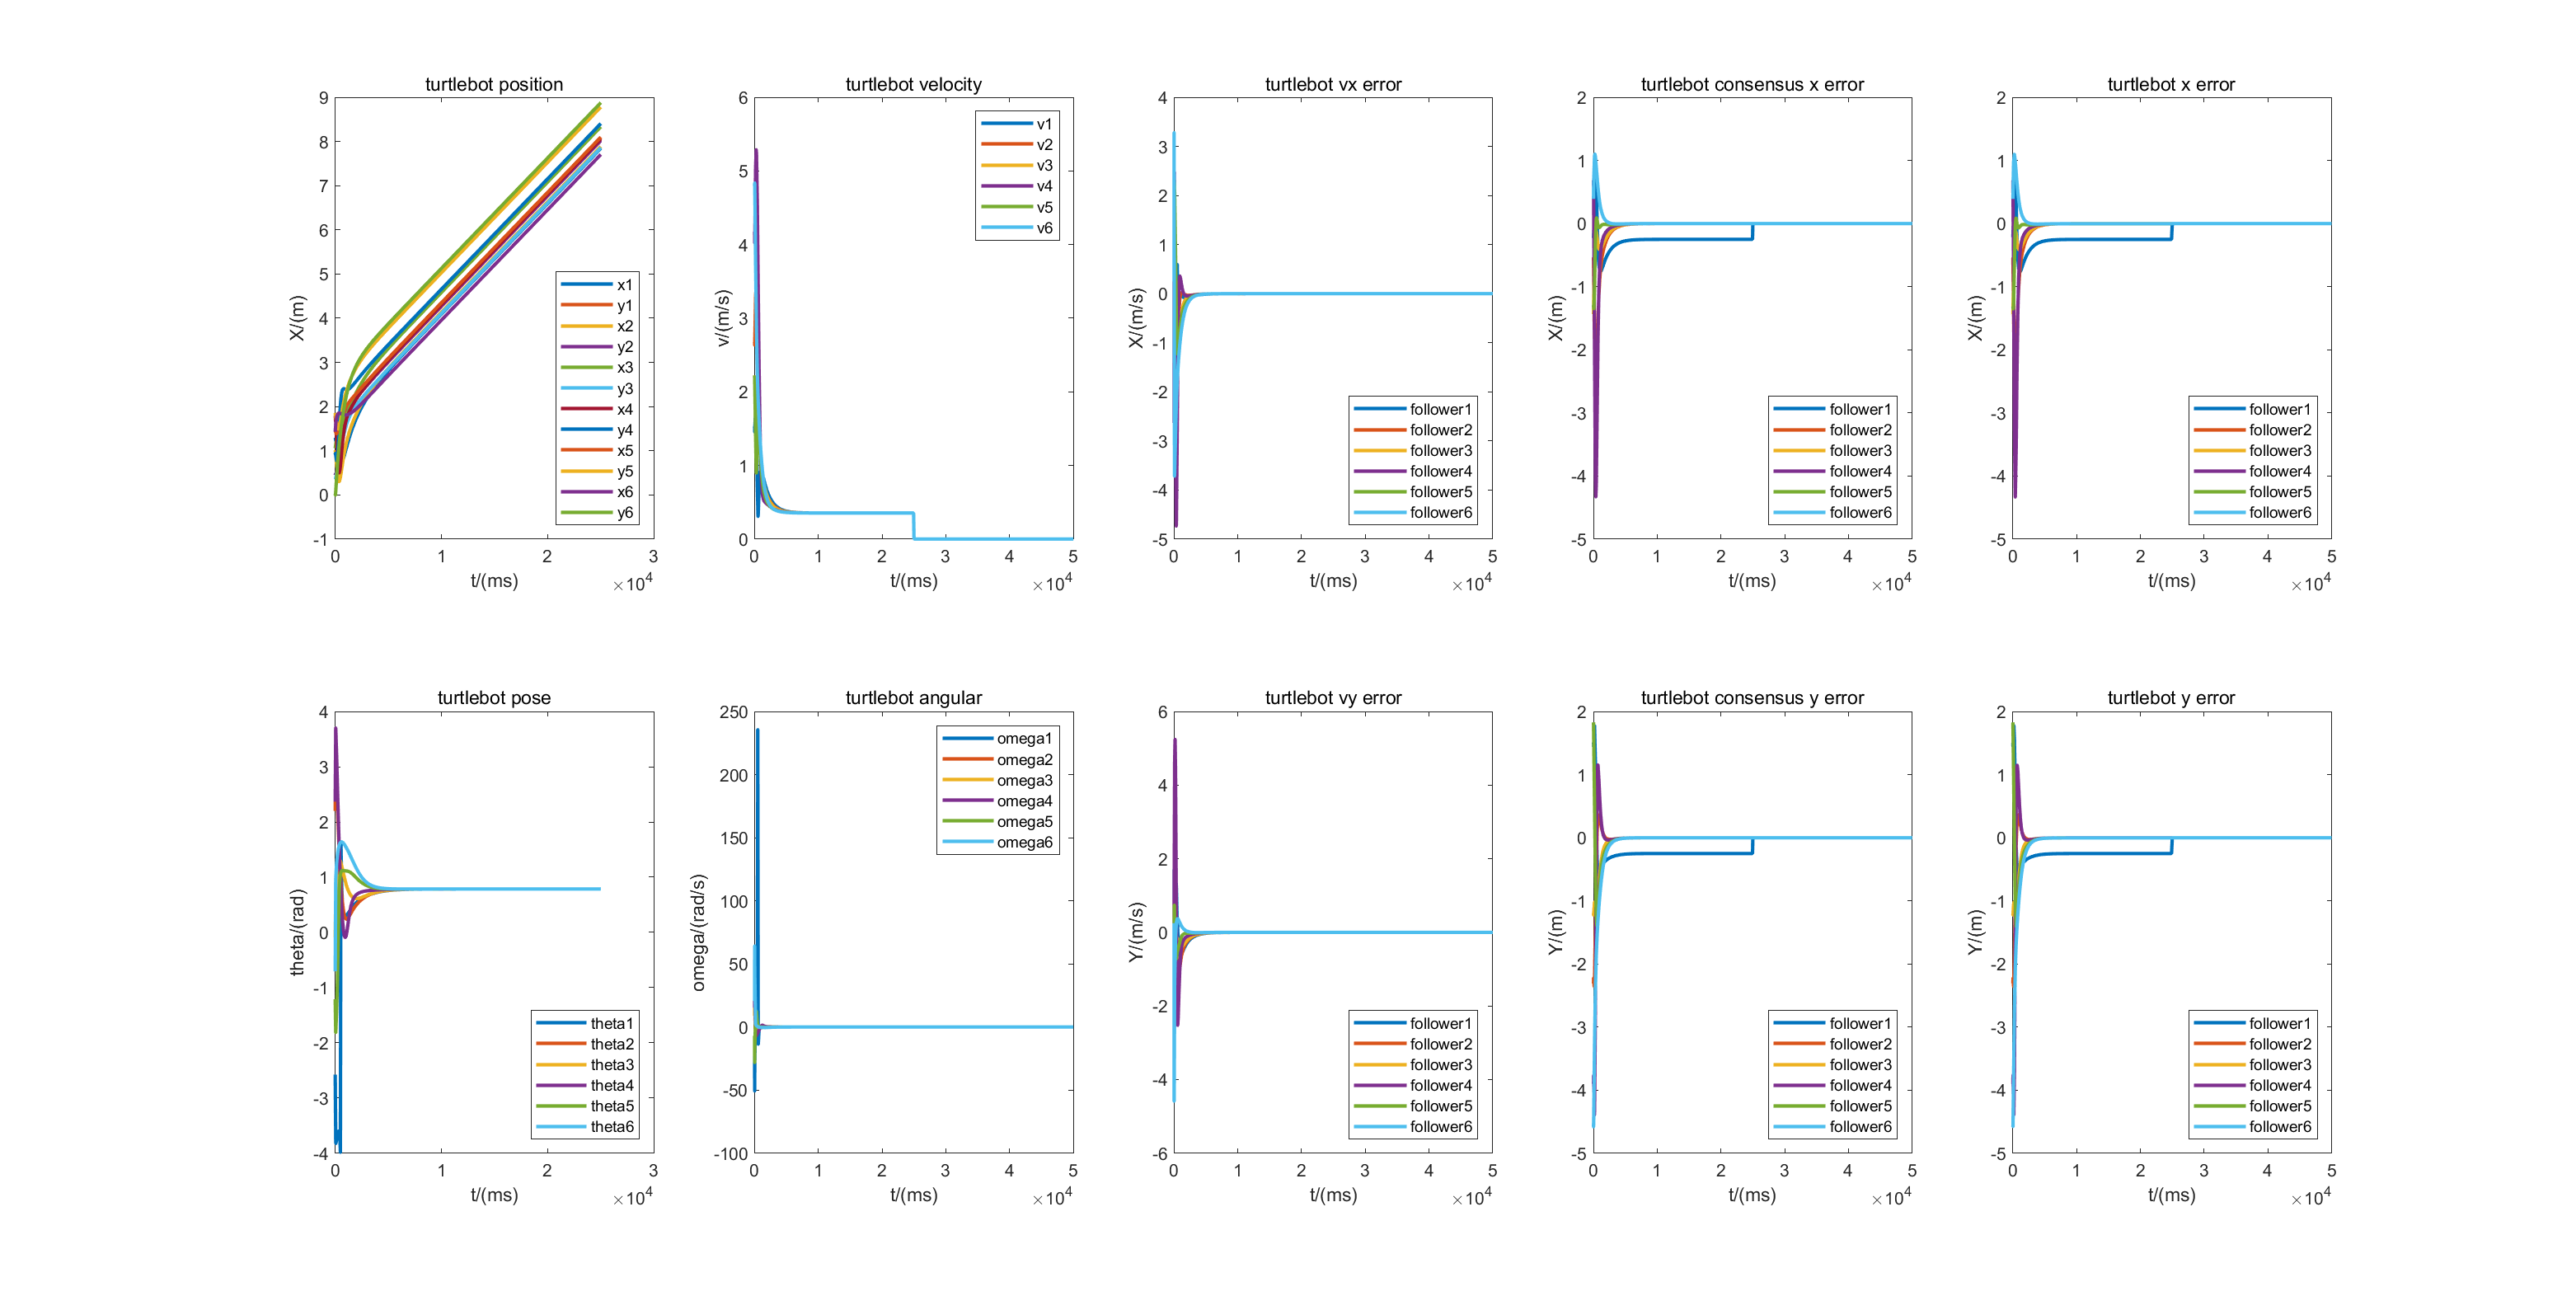 turtlebot position
9
8
7
6
5
4
3
2
1
0
-1
X/(m)
x1
y1
x2
y2
x3
y3
x4
y4
x5
y5
x6
y6
0 1 2 3
t/(ms)
×10^4
turtlebot velocity
6
5
4
3
2
1
0
v/(m/s)
v1
v2
v3
v4
v5
v6
0 1 2 3 4 5
t/(ms)
×10^4
turtlebot vx error
4
3
2
1
0
-1
-2
-3
-4
-5
X/(m/s)
follower1
follower2
follower3
follower4
follower5
follower6
0 1 2 3 4 5
t/(ms)
×10^4
turtlebot consensus x error
2
1
0
-1
-2
-3
-4
-5
X/(m)
follower1
follower2
follower3
follower4
follower5
follower6
0 1 2 3 4 5
t/(ms)
×10^4
turtlebot x error
2
1
0
-1
-2
-3
-4
-5
X/(m)
follower1
follower2
follower3
follower4
follower5
follower6
0 1 2 3 4 5
t/(ms)
×10^4
turtlebot pose
4
3
2
1
0
-1
-2
-3
-4
theta/(rad)
theta1
theta2
theta3
theta4
theta5
theta6
0 1 2 3
t/(ms)
×10^4
turtlebot angular
250
200
150
100
50
0
-50
-100
omega/(rad/s)
omega1
omega2
omega3
omega4
omega5
omega6
0 1 2 3 4 5
t/(ms)
×10^4
turtlebot vy error
6
4
2
0
-2
-4
-6
Y/(m/s)
follower1
follower2
follower3
follower4
follower5
follower6
0 1 2 3 4 5
t/(ms)
×10^4
turtlebot consensus y error
2
1
0
-1
-2
-3
-4
-5
Y/(m)
follower1
follower2
follower3
follower4
follower5
follower6
0 1 2 3 4 5
t/(ms)
×10^4
turtlebot y error
2
1
0
-1
-2
-3
-4
-5
Y/(m)
follower1
follower2
follower3
follower4
follower5
follower6
0 1 2 3 4 5
t/(ms)
×10^4